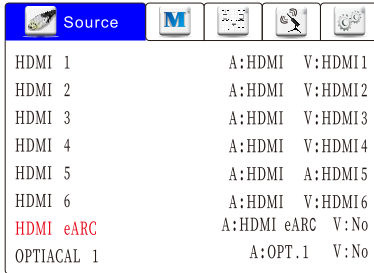 Source M
HDMI 1 A:HDMI V:HDMI1
HDMI 2 A:HDMI V:HDMI2
HDMI 3 A:HDMI V:HDMI3
HDMI 4 A:HDMI V:HDMI4
HDMI 5 A:HDMI A:HDMI5
HDMI 6 A:HDMI V:HDMI6
HDMI eARC A:HDMI eARC V:No
OPTIACAL 1 A:OPT.1 V:No